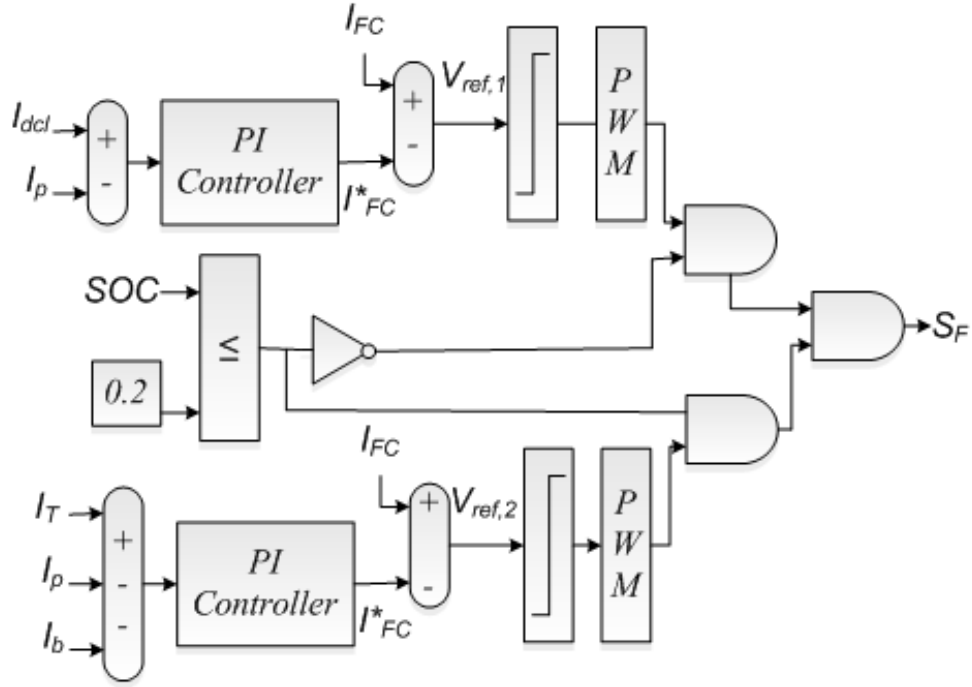 I_FC
V_ref,1
P
W
M
I_dcl
+
-
I_p
+
-
PI
Controller
I*_FC
SOC
≤
0.2
S_F
I_FC
V_ref,2
P
W
M
I_T
I_p
I_b
+
-
-
PI
Controller
I*_FC
+
-